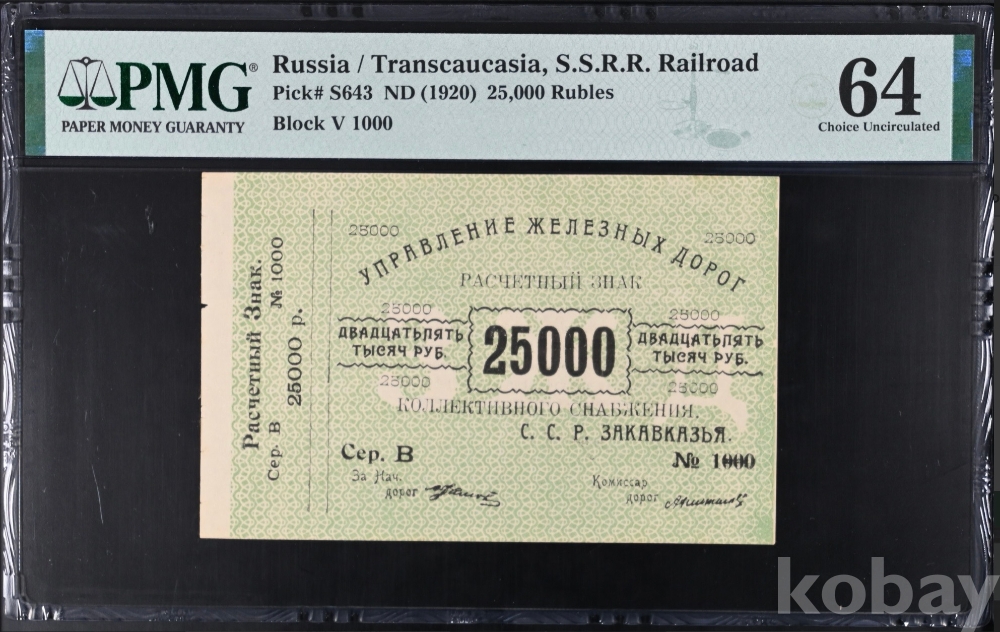 PMG®
PAPER MONEY GUARANTY
Russia / Transcaucasia, S.S.R.R. Railroad
Pick# S643 ND (1920) 25,000 Rubles
Block V 1000
64
Choice Uncirculated
Расчетный Знак.
Сер. В № 1000
25000 р.
25000 25000
УПРАВЛЕНИЕ ЖЕЛЕЗНЫХ ДОРОГ
РАСЧЕТНЫЙ ЗНАК
25000 25000
ДВАДЦАТЬПЯТЬ
ТЫСЯЧ РУБ.
25000
ДВАДЦАТЬПЯТЬ
ТЫСЯЧ РУБ.
25000 25000
КОЛЛЕКТИВНОГО СНАБЖЕНИЯ.
С. С. Р. ЗАКАВКАЗЬЯ.
Сер. В № 1000
За Нач.
дорог
Комиссар
дорог
kobay